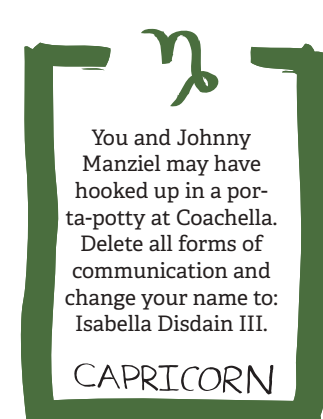 You and Johnny
Manziel may have
hooked up in a por-
ta-potty at Coachella.
Delete all forms of
communication and
change your name to:
Isabella Disdain III.
CAPRICORN